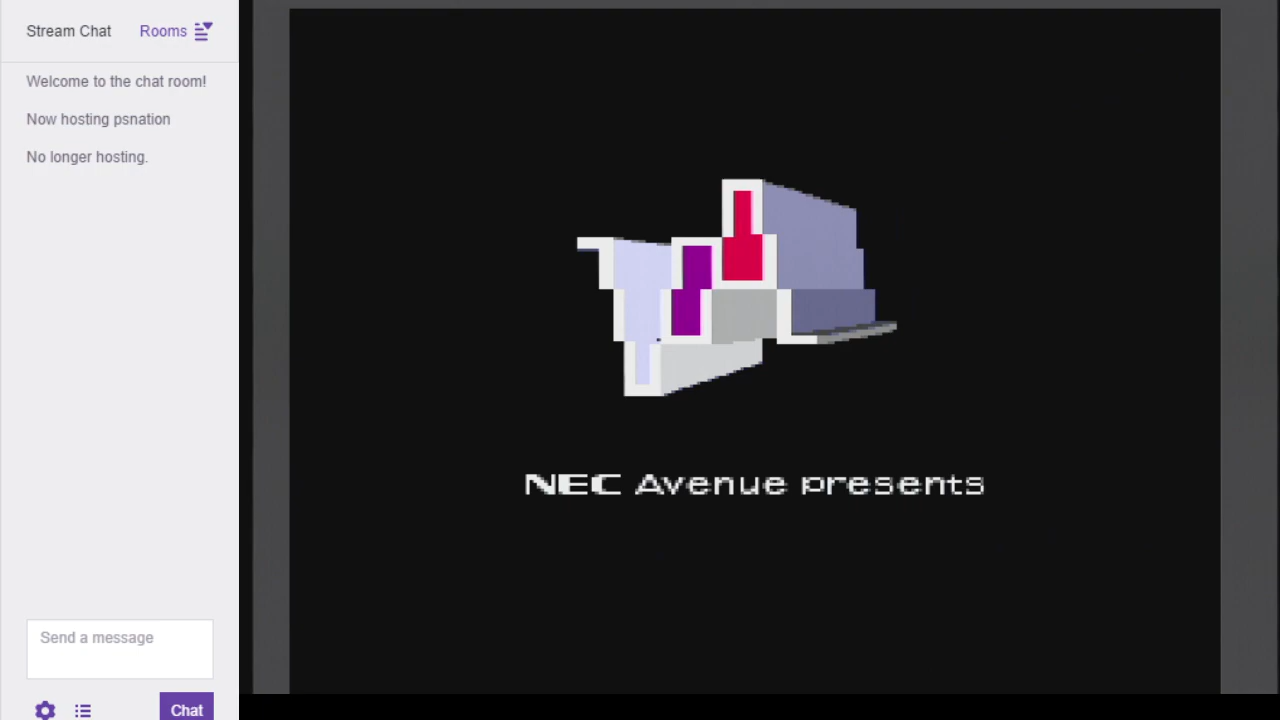 Stream Chat
Rooms
Welcome to the chat room!
Now hosting psnation
No longer hosting.
NEC Avenue presents
Send a message
Chat